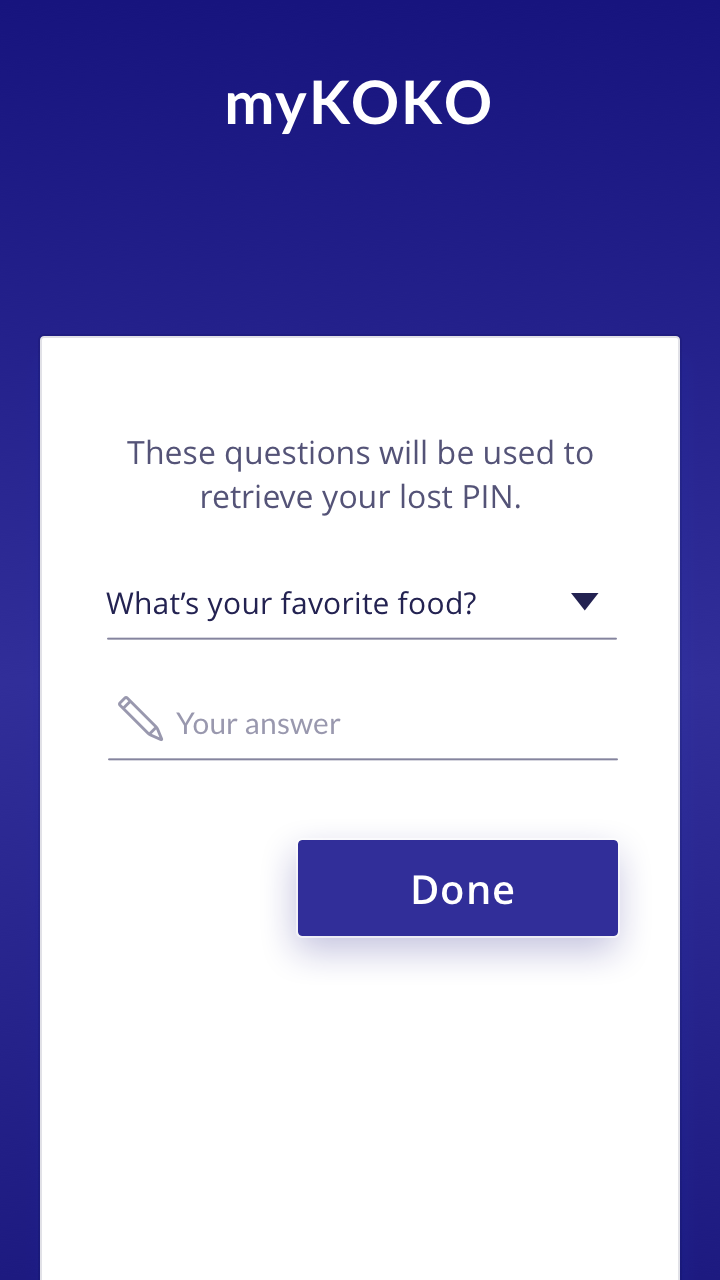 myKOKO
These questions will be used to
retrieve your lost PIN.
What’s your favorite food?
Your answer
Done